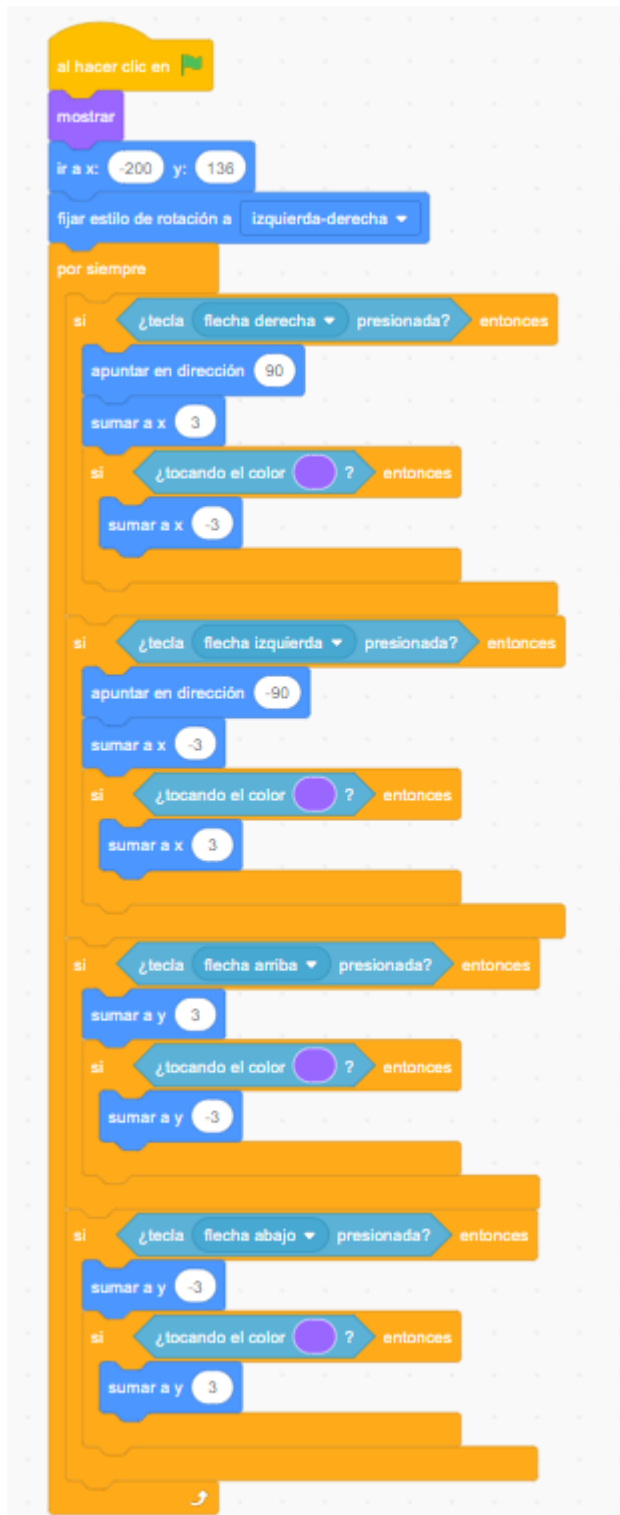 al hacer clic en
mostrar
ir a x: -200 y: 136
fijar estilo de rotación a izquierda-derecha
por siempre
si ¿tecla flecha derecha presionada? entonces
apuntar en dirección 90
sumar a x 3
si ¿tocando el color ? entonces
sumar a x -3
si ¿tecla flecha izquierda presionada? entonces
apuntar en dirección -90
sumar a x -3
si ¿tocando el color ? entonces
sumar a x 3
si ¿tecla flecha arriba presionada? entonces
sumar a y 3
si ¿tocando el color ? entonces
sumar a y -3
si ¿tecla flecha abajo presionada? entonces
sumar a y -3
si ¿tocando el color ? entonces
sumar a y 3